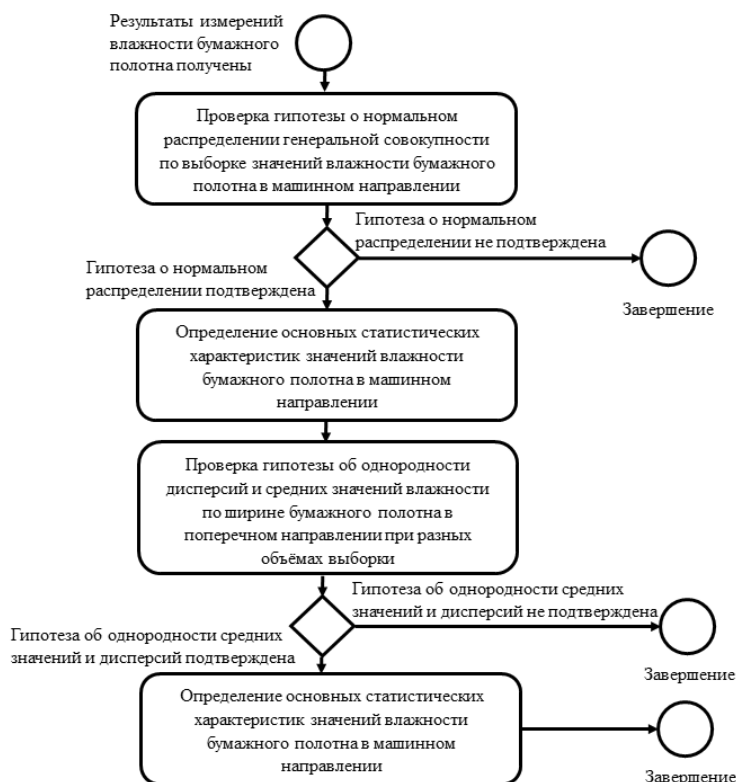 Результаты измерений
влажности бумажного
полотна получены
Проверка гипотезы о нормальном
распределении генеральной совокупности
по выборке значений влажности бумажного
полотна в машинном направлении
Гипотеза о нормальном
распределении не подтверждена
Гипотеза о нормальном
распределении подтверждена
Завершение
Определение основных статистических
характеристик значений влажности
бумажного полотна в машинном
направлении
Проверка гипотезы об однородности
дисперсий и средних значений влажности
по ширине бумажного полотна в
поперечном направлении при разных
объёмах выборки
Гипотеза об однородности средних
значений и дисперсий не подтверждена
Гипотеза об однородности средних
значений и дисперсий подтверждена
Завершение
Определение основных статистических
характеристик значений влажности
бумажного полотна в машинном
направлении
Завершение